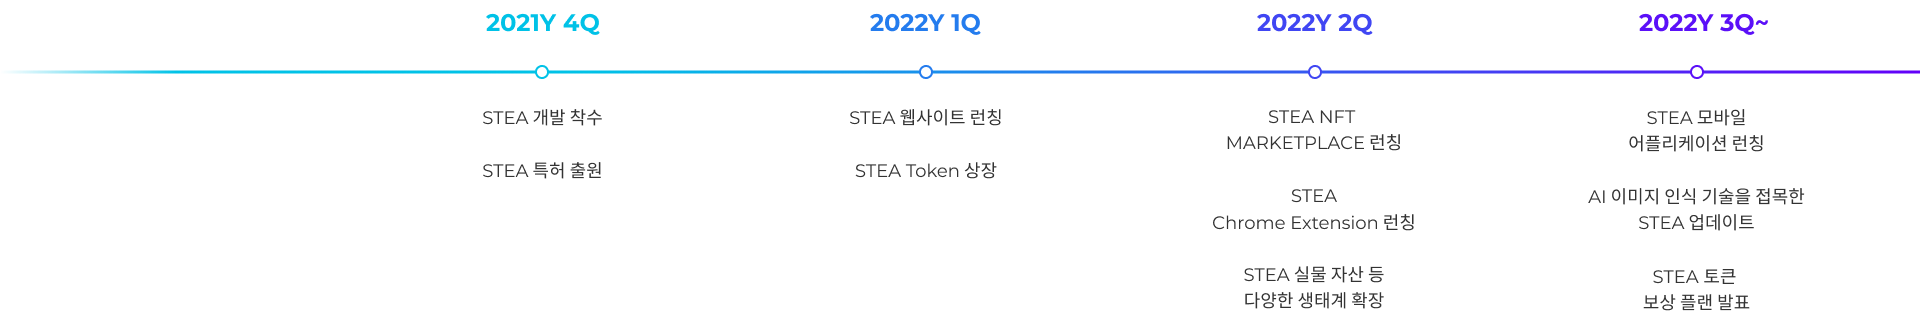 2021Y 4Q
STEA 개발 착수
STEA 특허 출원
2022Y 1Q
STEA 웹사이트 런칭
STEA Token 상장
2022Y 2Q
STEA NFT
MARKETPLACE 런칭
STEA
Chrome Extension 런칭
STEA 실물 자산 등
다양한 생태계 확장
2022Y 3Q~
STEA 모바일
어플리케이션 런칭
AI 이미지 인식 기술을 접목한
STEA 업데이트
STEA 토큰
보상 플랜 발표